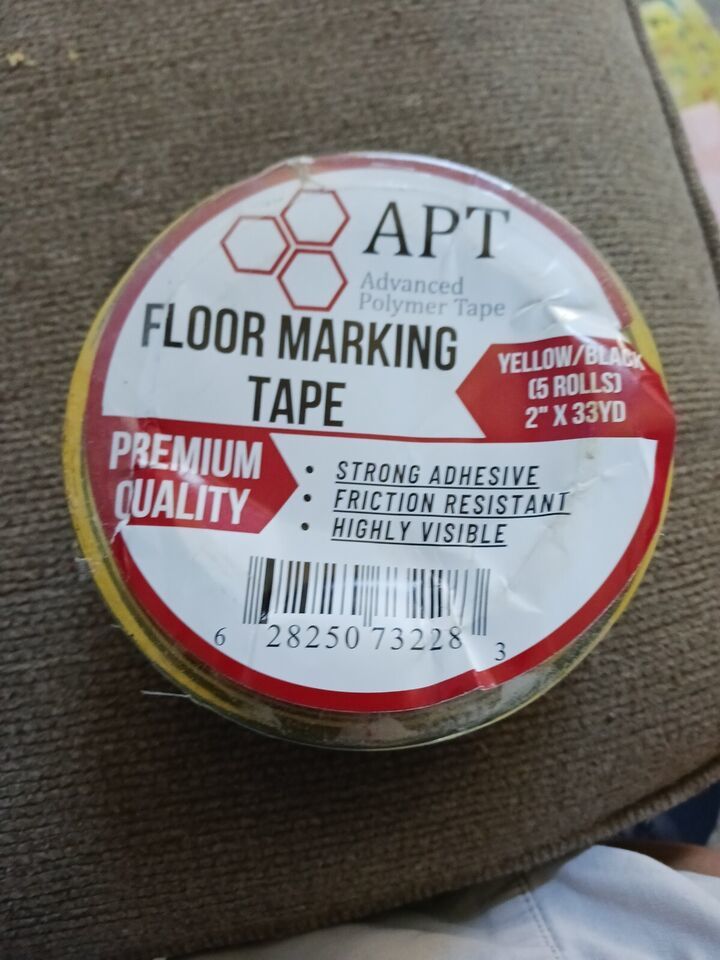 APT
Advanced
Polymer Tape
FLOOR MARKING
TAPE
YELLOW/BLACK
(5 ROLLS)
2" X 33YD
PREMIUM
QUALITY
• STRONG ADHESIVE
• FRICTION RESISTANT
• HIGHLY VISIBLE
6 28250 73228 3